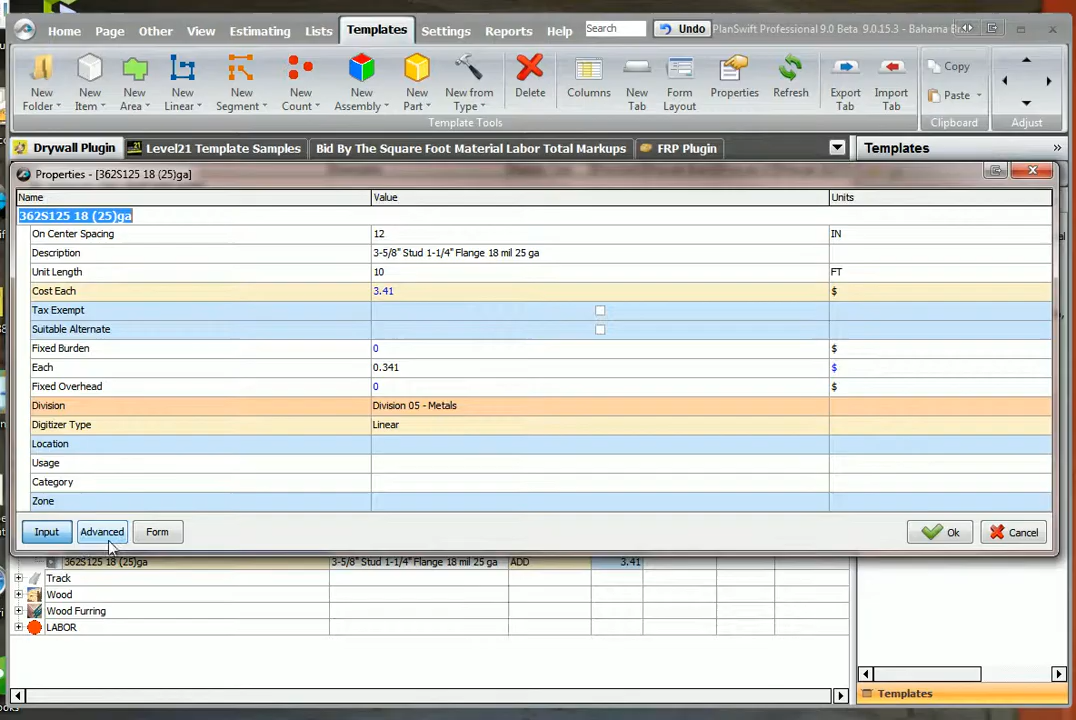 Home Page Other View Estimating Lists Templates Settings Reports Help Search Undo PlanSwift Professional 9.0 Beta 9.0.15.3 - Bahama
New Folder New Item New Area New Linear New Segment New Count New Assembly New Part New from Type Delete Columns New Tab Form Layout Properties Refresh Export Tab Import Tab Copy Paste
Template Tools Clipboard Adjust
Drywall Plugin Level21 Template Samples Bid By The Square Foot Material Labor Total Markups FRP Plugin Templates
Properties - [362S125 18 (25)ga]
Name Value Units
362S125 18 (25)ga
On Center Spacing 12 IN
Description 3-5/8" Stud 1-1/4" Flange 18 mil 25 ga
Unit Length 10 FT
Cost Each 3.41 $
Tax Exempt
Suitable Alternate
Fixed Burden 0 $
Each 0.341 $
Fixed Overhead 0 $
Division Division 05 - Metals
Digitizer Type Linear
Location
Usage
Category
Zone
Input Advanced Form Ok Cancel
362S125 18 (25)ga 3-5/8" Stud 1-1/4" Flange 18 mil 25 ga ADD 3.41
Track
Wood
Wood Furring
LABOR
Templates